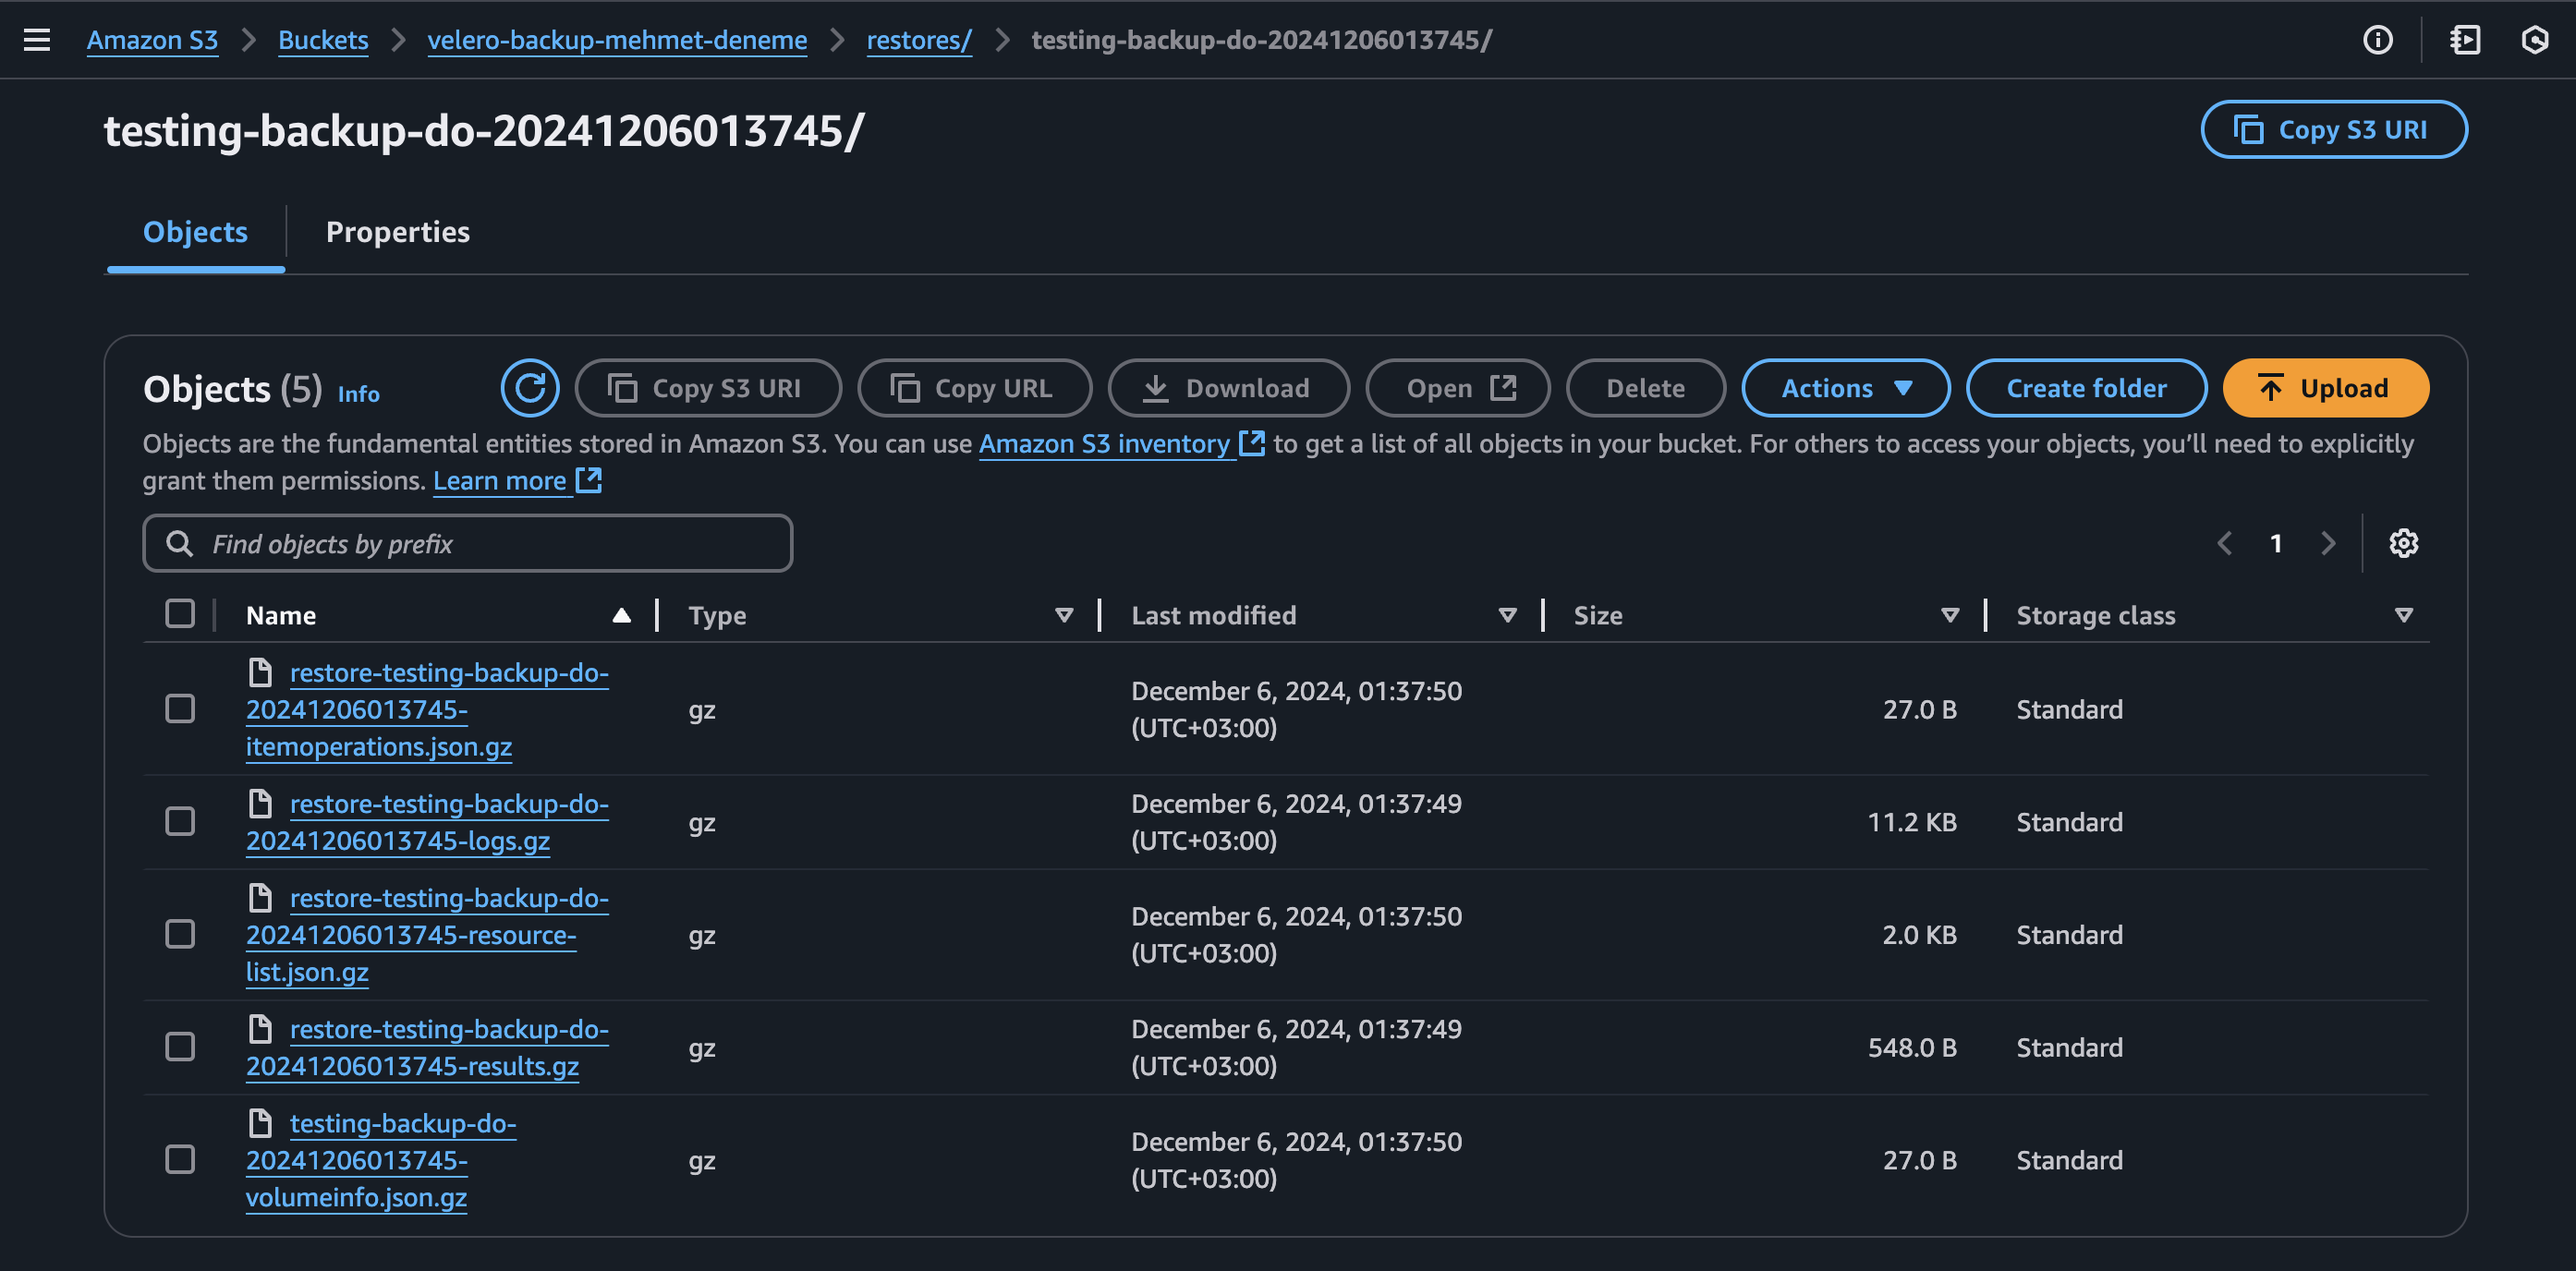 Amazon S3 > Buckets > velero-backup-mehmet-deneme > restores/ > testing-backup-do-20241206013745/
testing-backup-do-20241206013745/
Copy S3 URI
Objects Properties
Objects (5) Info Copy S3 URI Copy URL Download Open Delete Actions Create folder Upload
Objects are the fundamental entities stored in Amazon S3. You can use Amazon S3 inventory to get a list of all objects in your bucket. For others to access your objects, you’ll need to explicitly
grant them permissions. Learn more
Find objects by prefix
1
Name Type Last modified Size Storage class
restore-testing-backup-do-
20241206013745-
itemoperations.json.gz
gz
December 6, 2024, 01:37:50
(UTC+03:00)
27.0 B
Standard
restore-testing-backup-do-
20241206013745-logs.gz
gz
December 6, 2024, 01:37:49
(UTC+03:00)
11.2 KB
Standard
restore-testing-backup-do-
20241206013745-resource-
list.json.gz
gz
December 6, 2024, 01:37:50
(UTC+03:00)
2.0 KB
Standard
restore-testing-backup-do-
20241206013745-results.gz
gz
December 6, 2024, 01:37:49
(UTC+03:00)
548.0 B
Standard
testing-backup-do-
20241206013745-
volumeinfo.json.gz
gz
December 6, 2024, 01:37:50
(UTC+03:00)
27.0 B
Standard